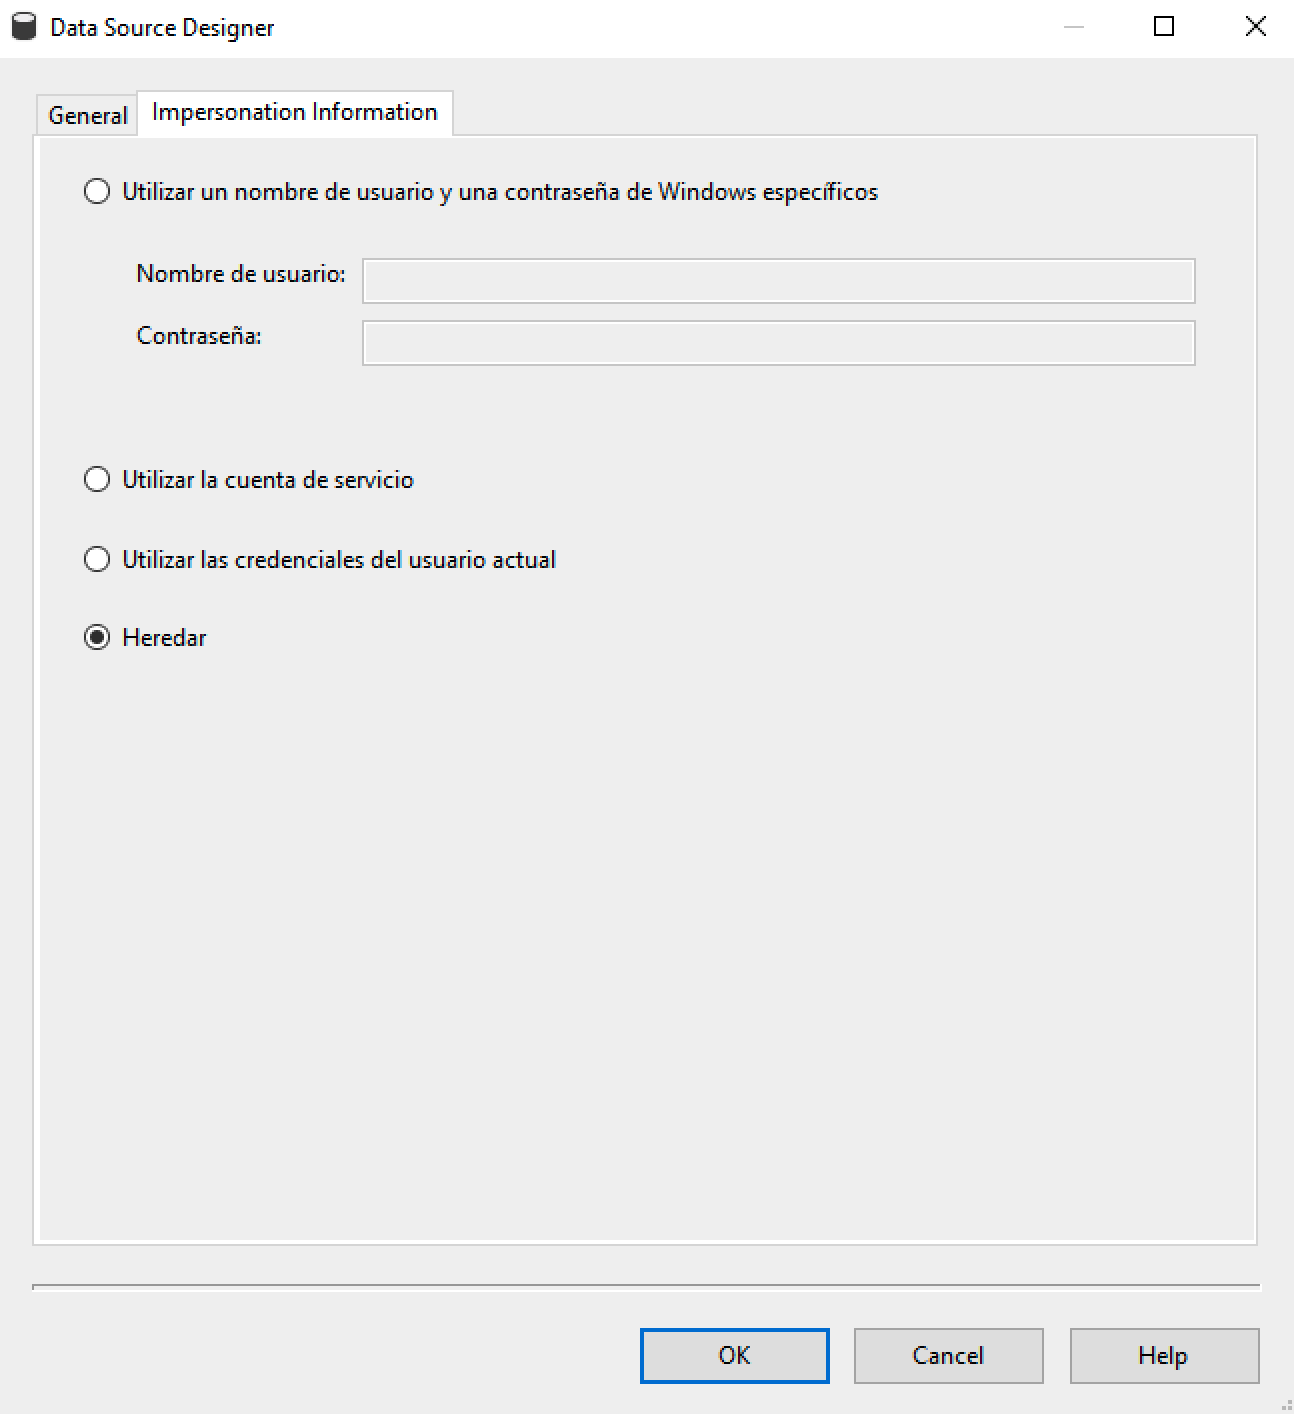 Data Source Designer
General
Impersonation Information
Utilizar un nombre de usuario y una contraseña de Windows específicos
Nombre de usuario:
Contraseña:
Utilizar la cuenta de servicio
Utilizar las credenciales del usuario actual
Heredar
OK
Cancel
Help